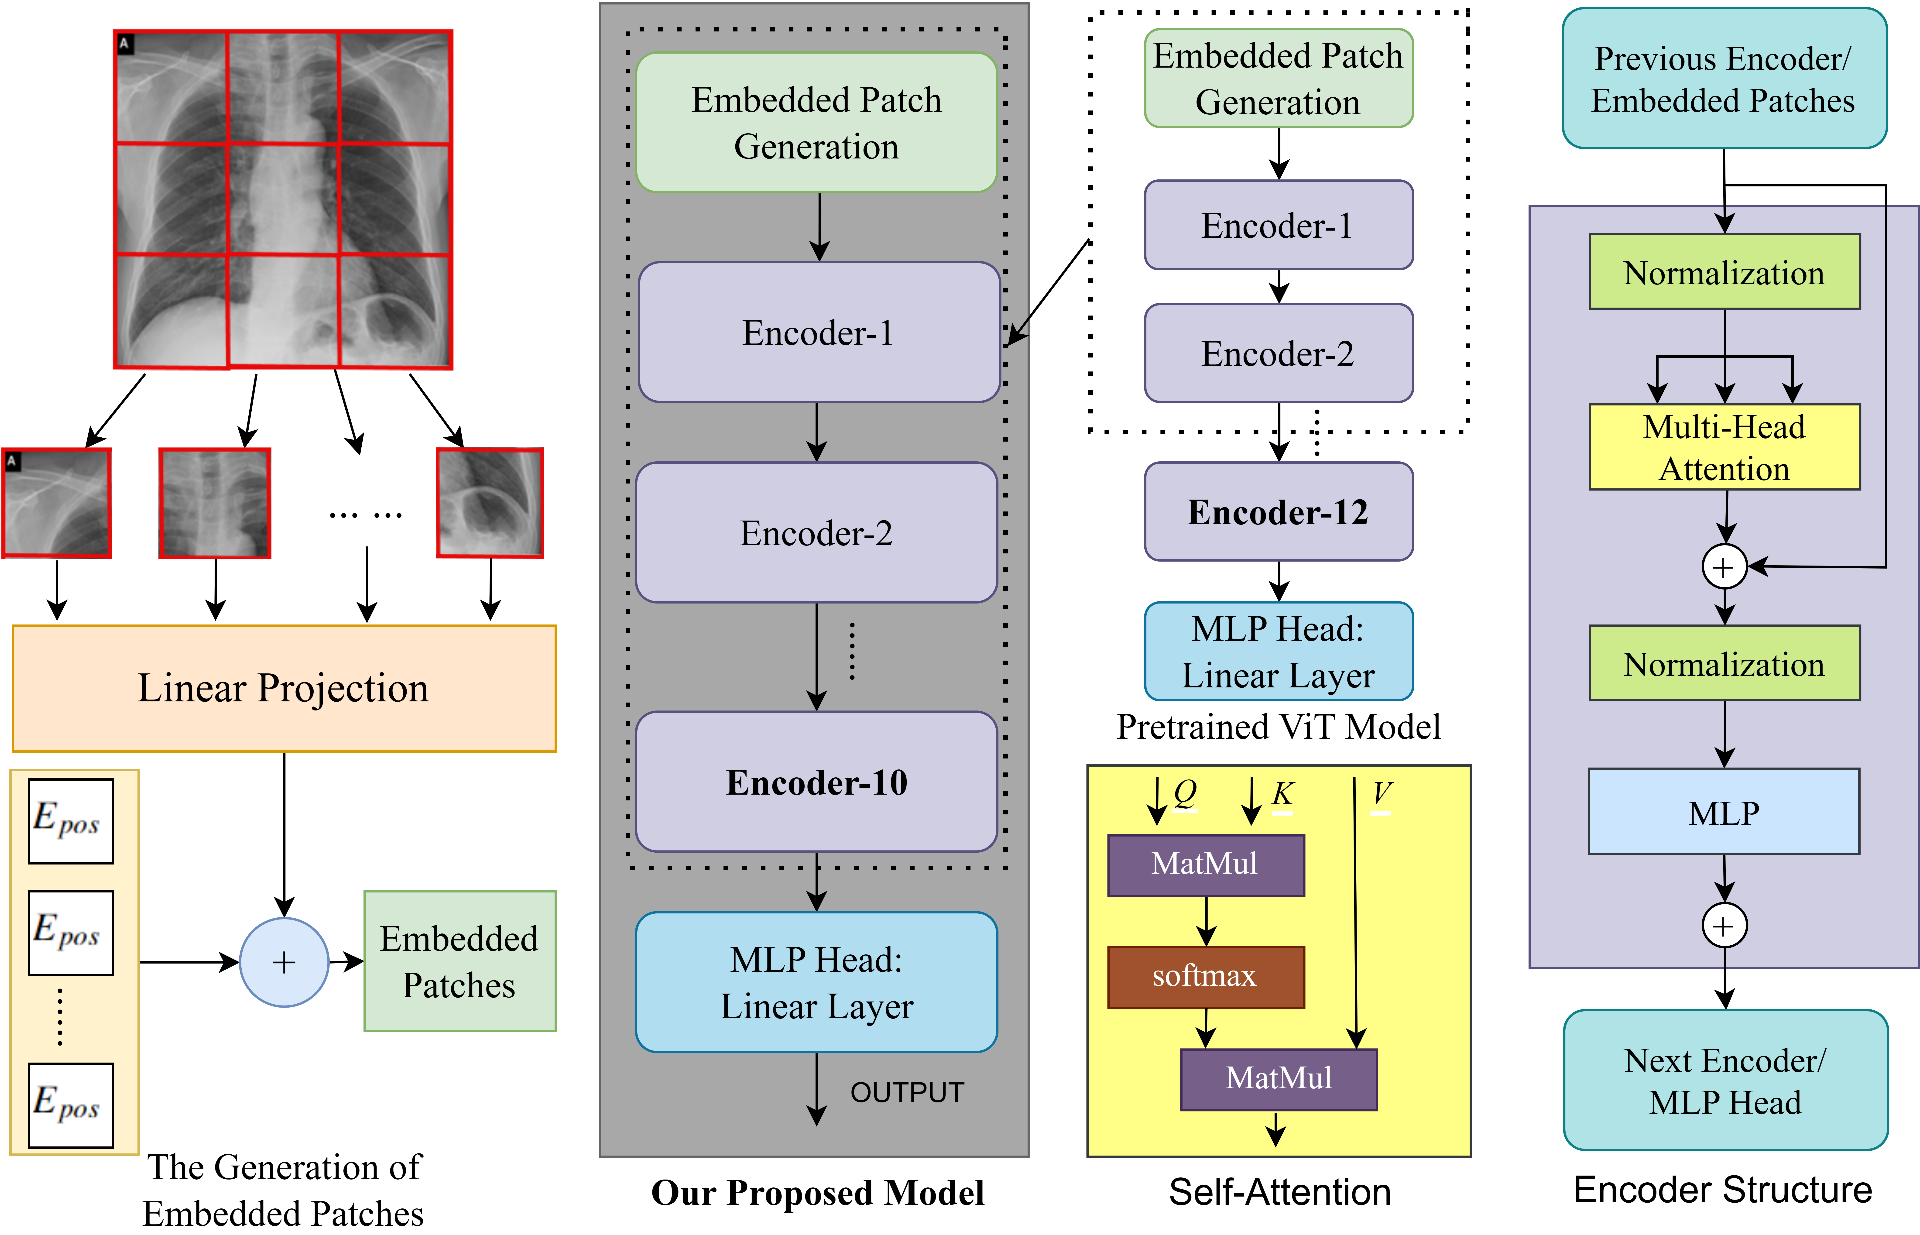 A
A
... ...
Linear Projection
E pos
E pos
E pos
+
Embedded
Patches
The Generation of
Embedded Patches
Embedded Patch
Generation
Encoder-1
Encoder-2
Encoder-10
MLP Head:
Linear Layer
OUTPUT
Our Proposed Model
Embedded Patch
Generation
Encoder-1
Encoder-2
Encoder-12
MLP Head:
Linear Layer
Pretrained ViT Model
Q K V
MatMul
softmax
MatMul
Self-Attention
Previous Encoder/
Embedded Patches
Normalization
Multi-Head
Attention
+
Normalization
MLP
+
Next Encoder/
MLP Head
Encoder Structure